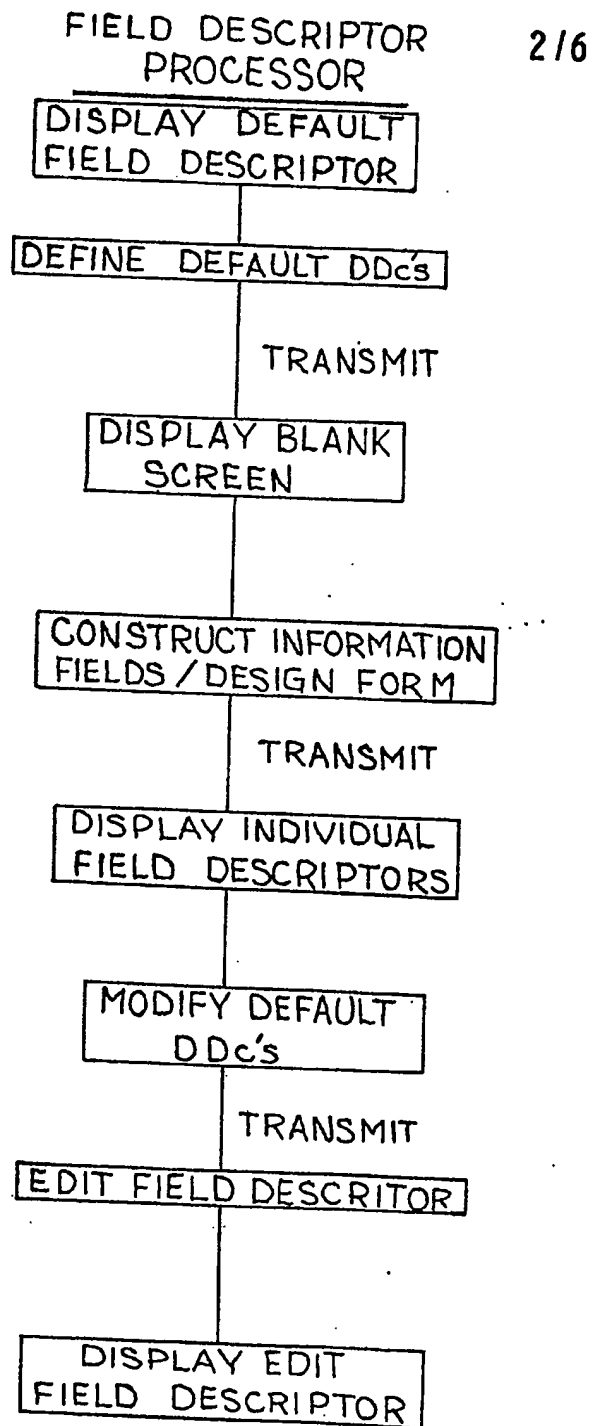 FIELD DESCRIPTOR
PROCESSOR
2/6
DISPLAY DEFAULT
FIELD DESCRIPTOR
DEFINE DEFAULT DDc's
TRANSMIT
DISPLAY BLANK
SCREEN
CONSTRUCT INFORMATION
FIELDS/DESIGN FORM
TRANSMIT
DISPLAY INDIVIDUAL
FIELD DESCRIPTORS
MODIFY DEFAULT
DDc's
TRANSMIT
EDIT FIELD DESCRITOR
DISPLAY EDIT
FIELD DESCRIPTOR